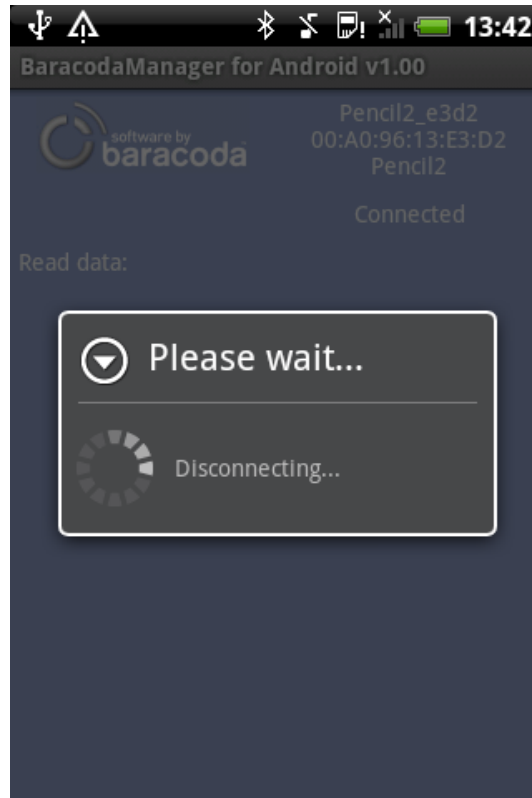 13:42
BaracodaManager for Android v1.00
software by
baracoda
Pencil2_e3d2
00:A0:96:13:E3:D2
Pencil2
Connected
Read data:
Please wait...
Disconnecting...